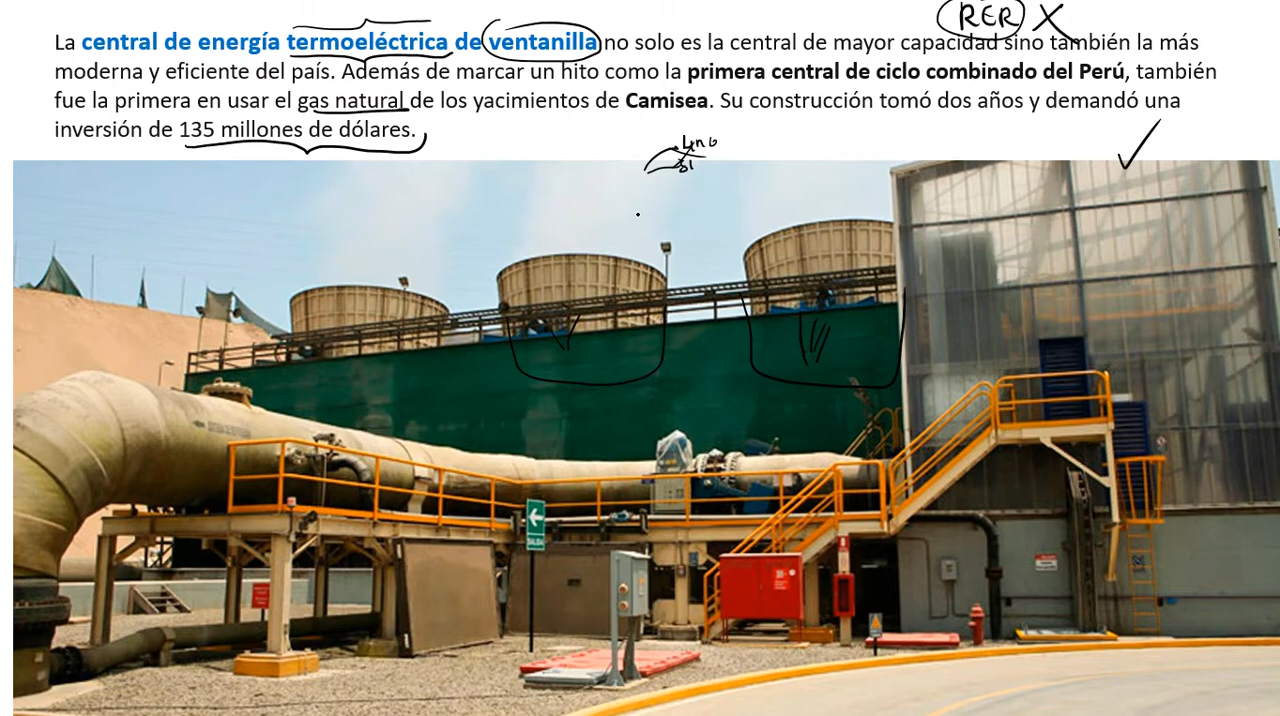 RER X
La central de energía termoeléctrica de ventanilla no solo es la central de mayor capacidad sino también la más
moderna y eficiente del país. Además de marcar un hito como la primera central de ciclo combinado del Perú, también
fue la primera en usar el gas natural de los yacimientos de Camisea. Su construcción tomó dos años y demandó una
inversión de 135 millones de dólares.
SALIDA